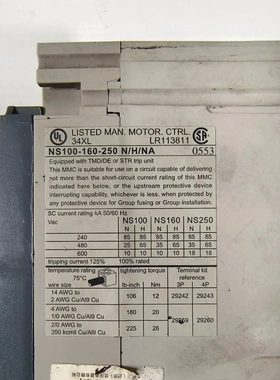 UL LISTED MAN. MOTOR. CTRL. SA
34XL LR113811
NS100-160-250 N/H/NA 0553
Equipped with TMD/DE or STR trip unit
This MMC is suitable for use on a circuit capable of delivering
not more than the short-circuit current rating of this MMC
indicated here below, or of the upstream protective device
interrupting capability, whichever is lower, when protected by
any protective device for Group fusing or Group installation.
SC current rating kA 50/60 Hz
Vac NS100 NS160 NS250
N H N H N H
240 85 65 85 65 85
480 25 65 35 65 35 65
600 10 10 10 18 18
tripping current 125% 100% rated
temperature rating 75°C tightening torque Terminal kit reference
wire size lb-inch Nm 3P 4P
14 AWG to
2 AWG Cu/Al9 Cu 106 12 29242 29243
4 AWG to
1/0 AWG Cu/Al9 Cu 180 20
2/0 AWG to
350 kcmil Cu/Al9 Cu 225 26 29260